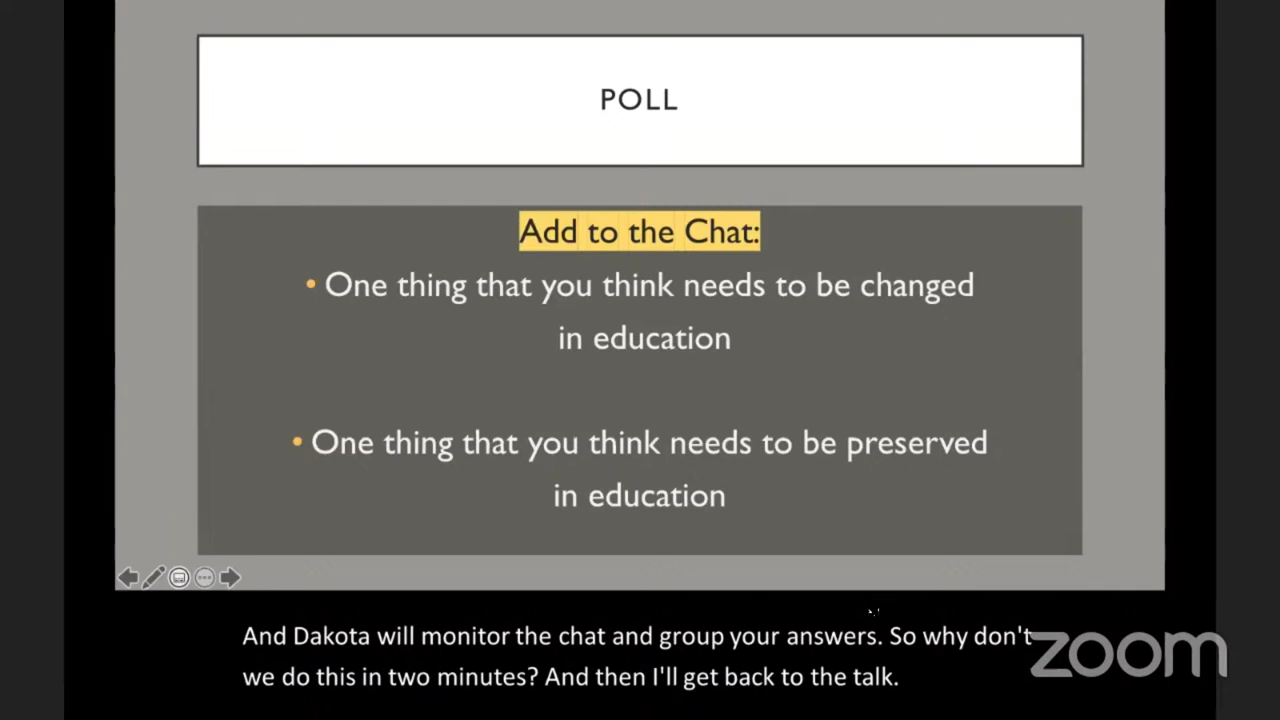 POLL
Add to the Chat:
• One thing that you think needs to be changed
in education
• One thing that you think needs to be preserved
in education
And Dakota will monitor the chat and group your answers. So why don't
we do this in two minutes? And then I'll get back to the talk.
zoom